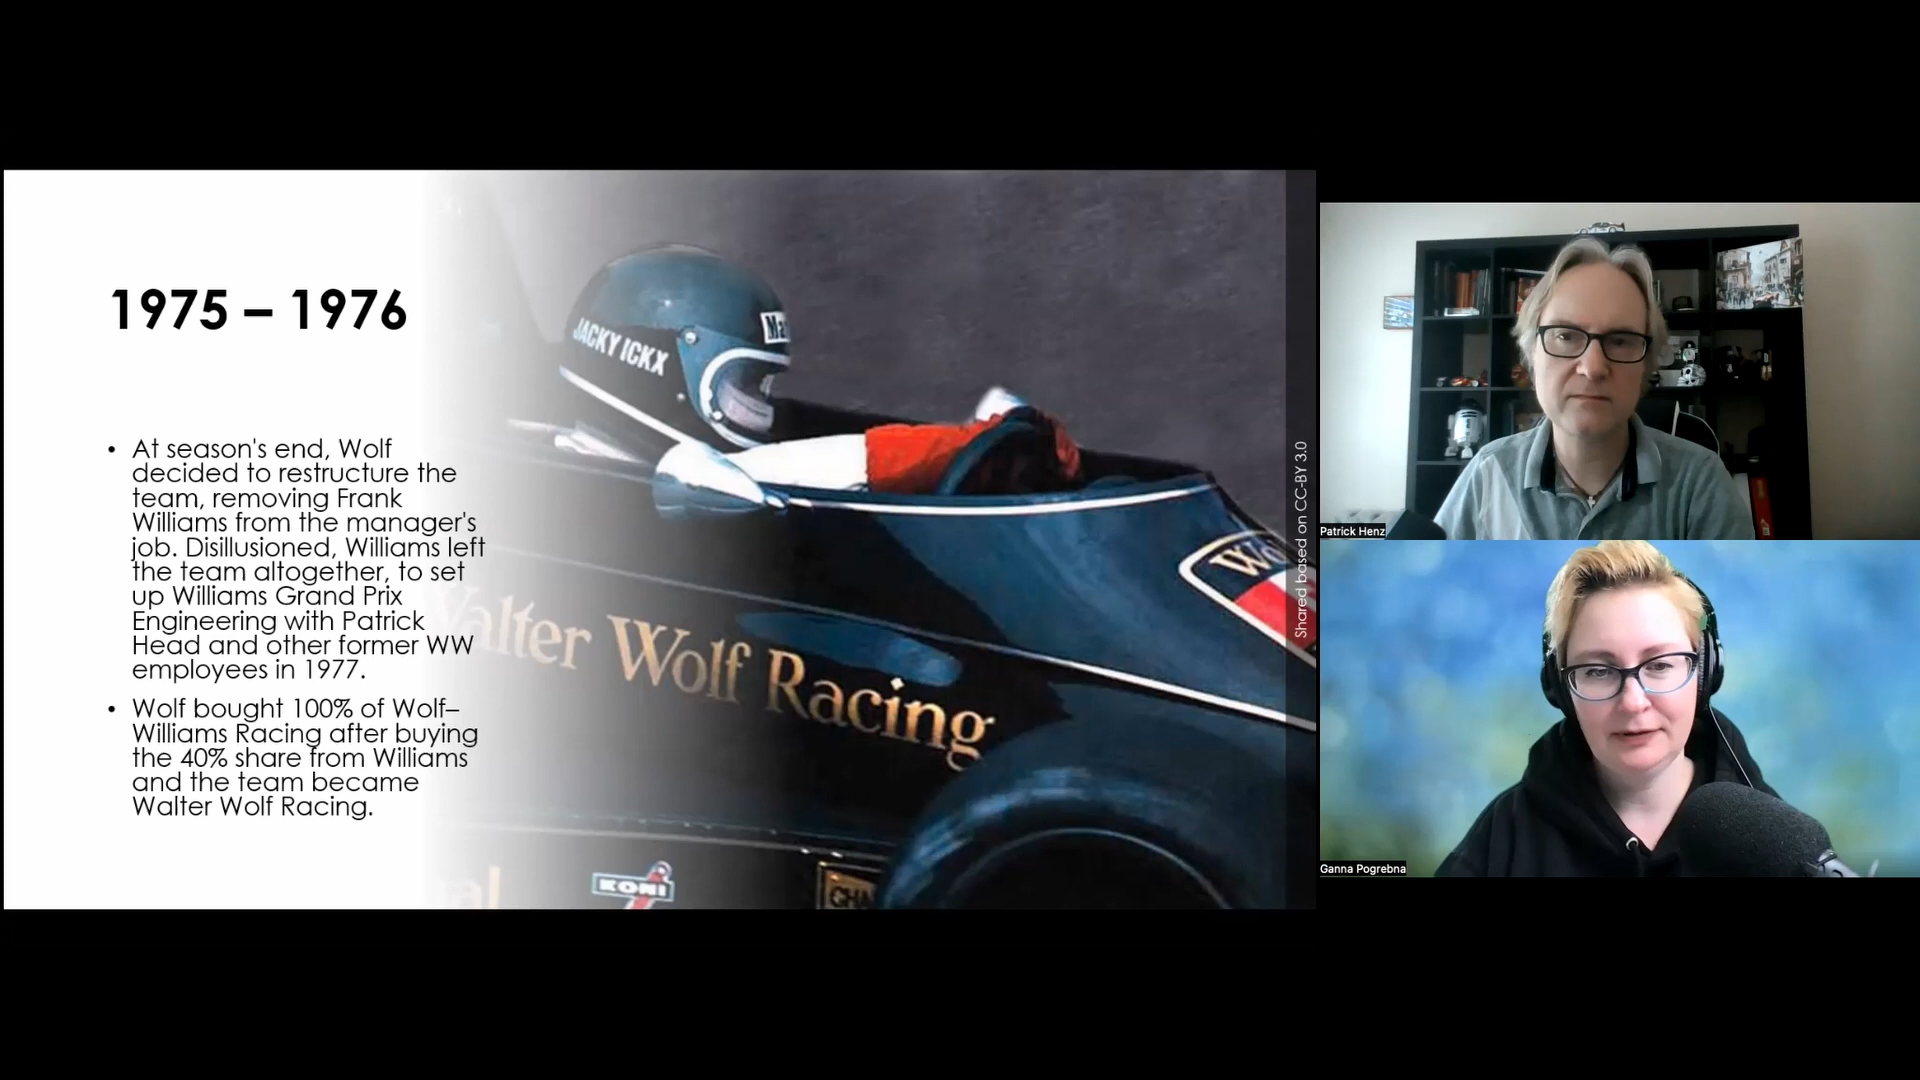 1975 – 1976
• At season's end, Wolf
decided to restructure the
team, removing Frank
Williams from the manager's
job. Disillusioned, Williams left
the team altogether, to set
up Williams Grand Prix
Engineering with Patrick
Head and other former WW
employees in 1977.
• Wolf bought 100% of Wolf–
Williams Racing after buying
the 40% share from Williams
and the team became
Walter Wolf Racing.
JACKY ICKX
Walter Wolf Racing
KONI
Shared based on CC-BY 3.0
Patrick Henz
Ganna Pogrebna